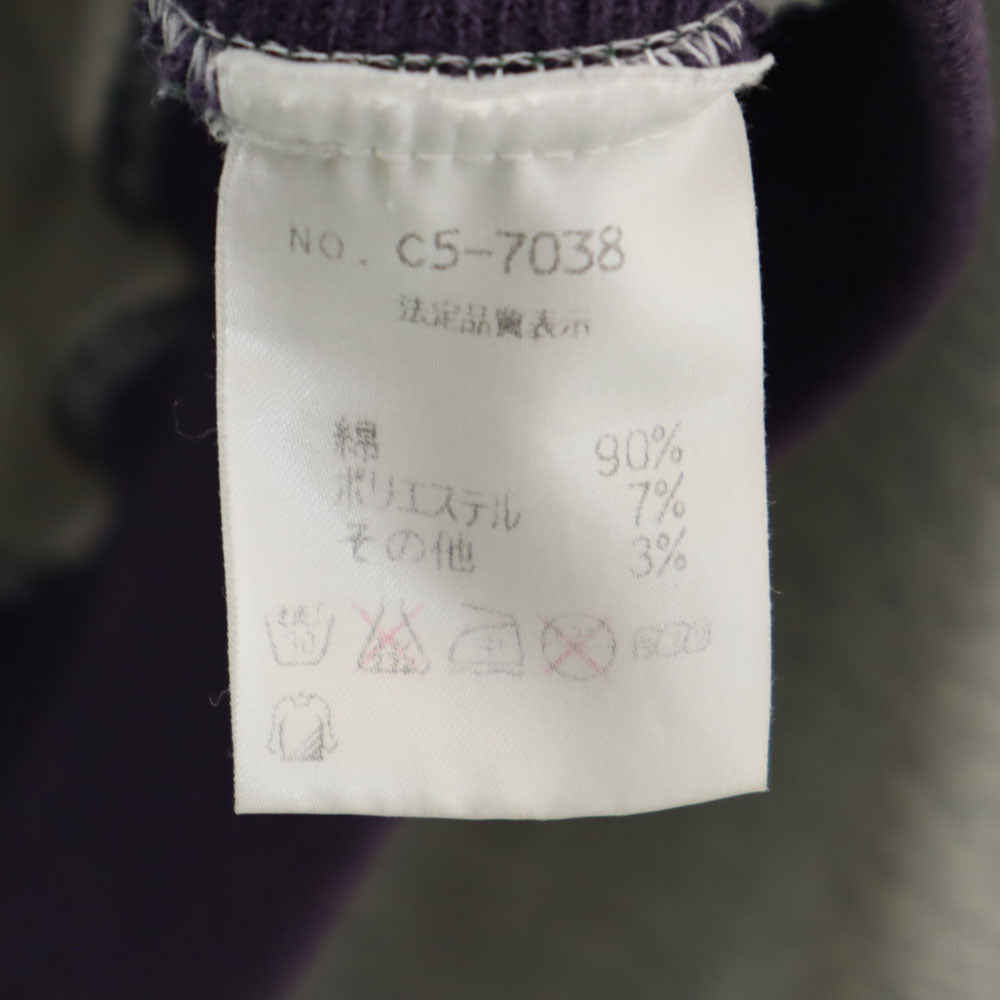 NO. C5-7038
法定品質表示
綿 90%
ポリエステル 7%
その他 3%